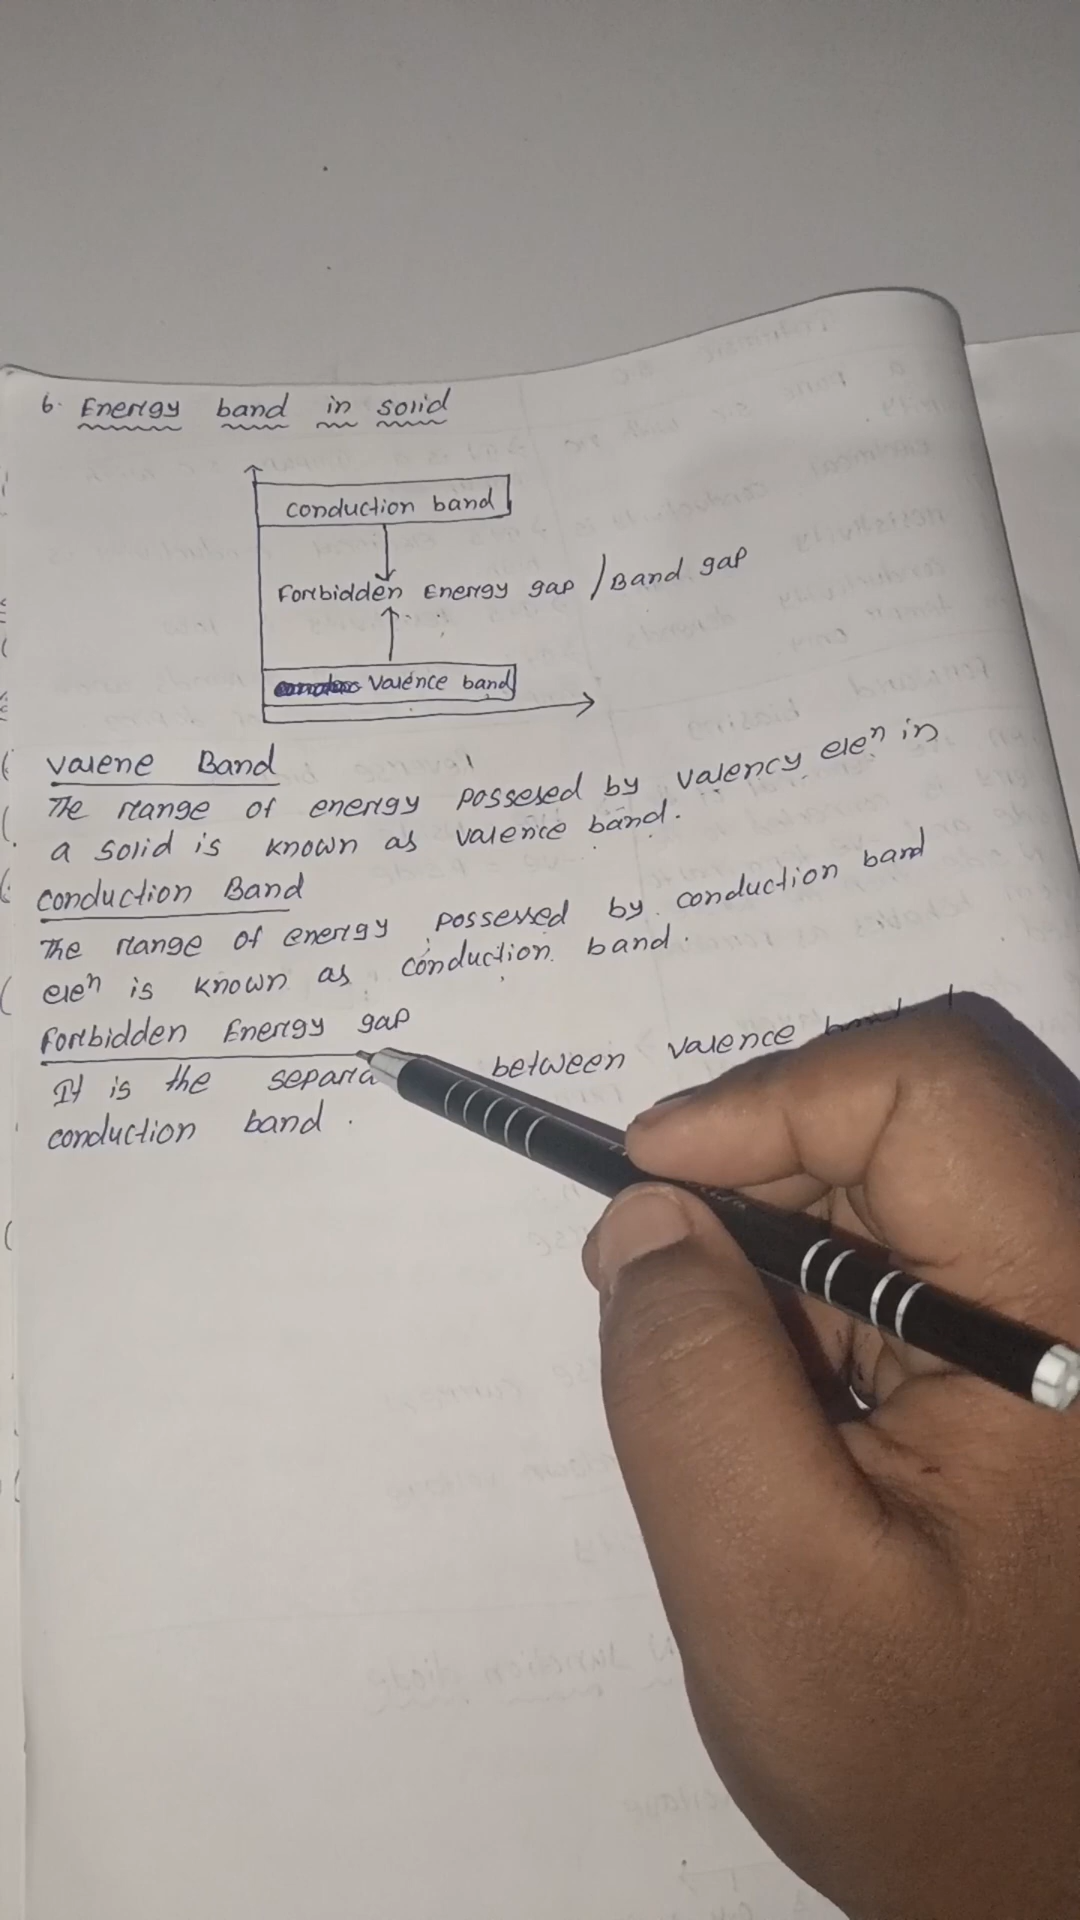 6. Energy band in solid
conduction band
Forbidden Energy gap / Band gap
Valence band
valene Band
The range of energy possesed by valency eleⁿ in
a solid is known as valence band.
conduction Band
The range of energy possessed by conduction band
eleⁿ is known as conduction band.
Forbidden Energy gap
It is the between valence band
conduction band.